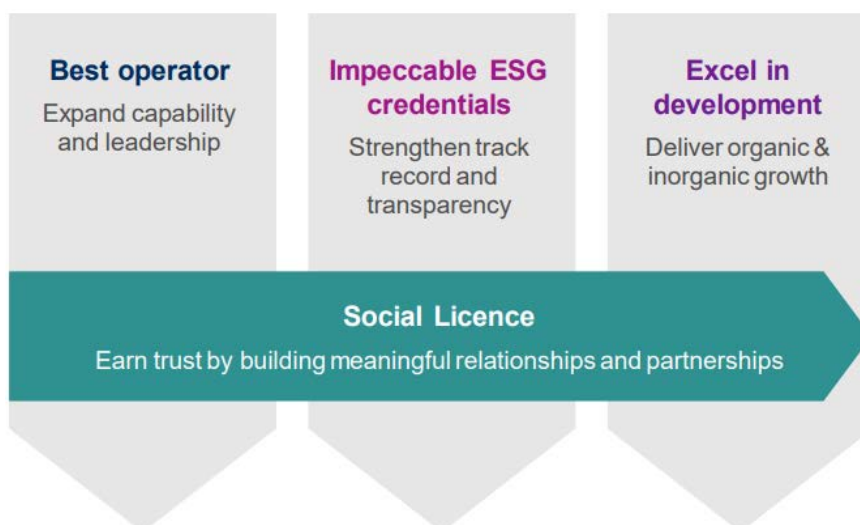 Best operator
Expand capability
and leadership
Impeccable ESG
credentials
Strengthen track
record and
transparency
Excel in
development
Deliver organic &
inorganic growth
Social Licence
Earn trust by building meaningful relationships and partnerships